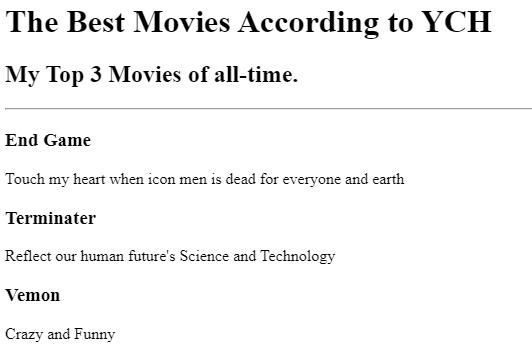 The Best Movies According to YCH
My Top 3 Movies of all-time.
End Game
Touch my heart when icon men is dead for everyone and earth
Terminater
Reflect our human future's Science and Technology
Vemon
Crazy and Funny